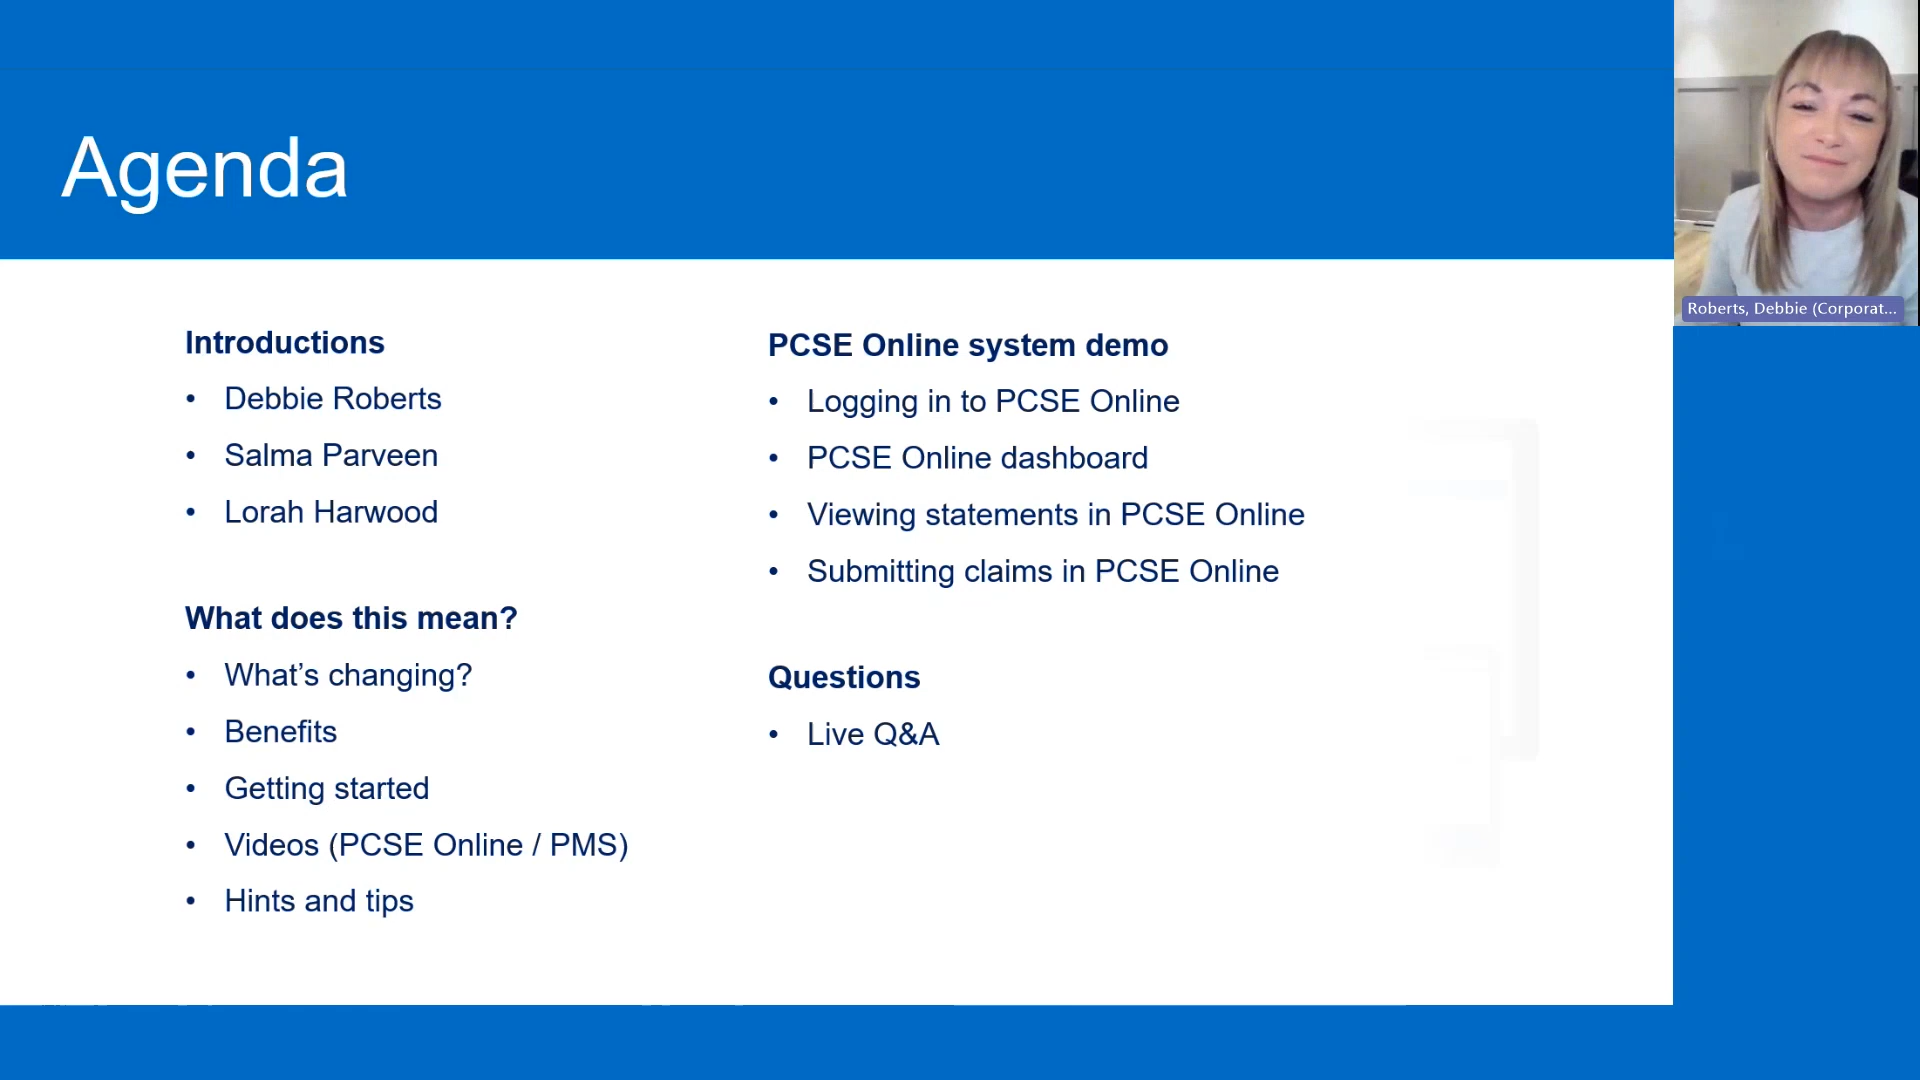 Agenda
Introductions
• Debbie Roberts
• Salma Parveen
• Lorah Harwood
What does this mean?
• What’s changing?
• Benefits
• Getting started
• Videos (PCSE Online / PMS)
• Hints and tips
PCSE Online system demo
• Logging in to PCSE Online
• PCSE Online dashboard
• Viewing statements in PCSE Online
• Submitting claims in PCSE Online
Questions
• Live Q&A
Roberts, Debbie (Corporat...